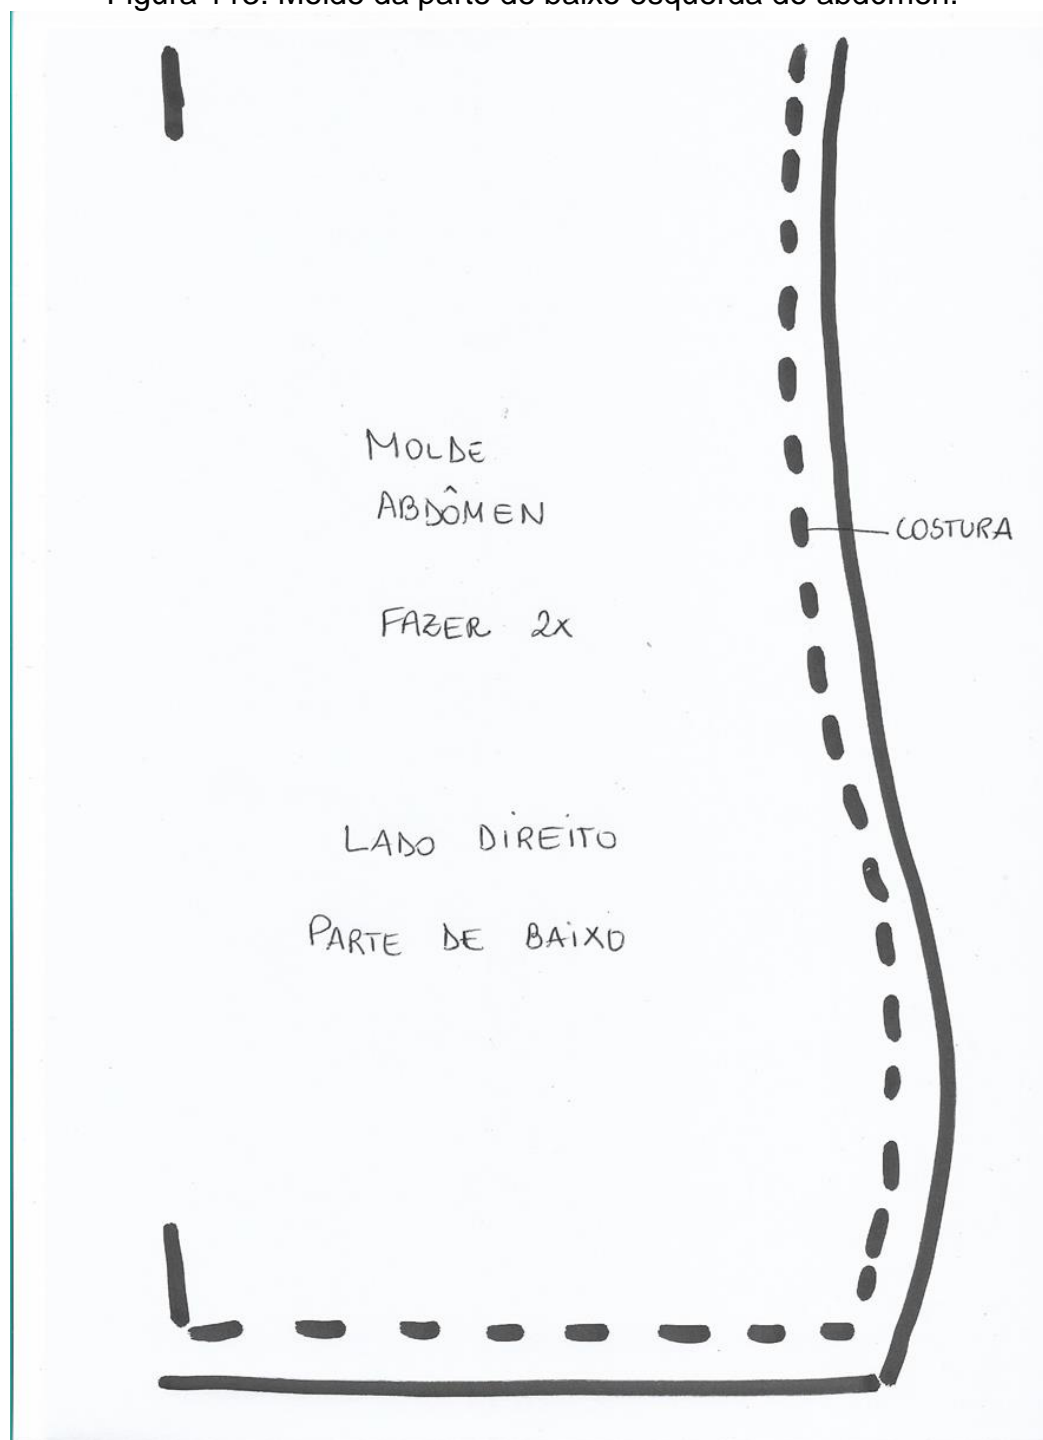 Figura 118: Molde da parte de baixo esquerda do abdômen.
MOLDE
ABDÔMEN
COSTURA
FAZER 2X
LADO DIREITO
PARTE DE BAIXO